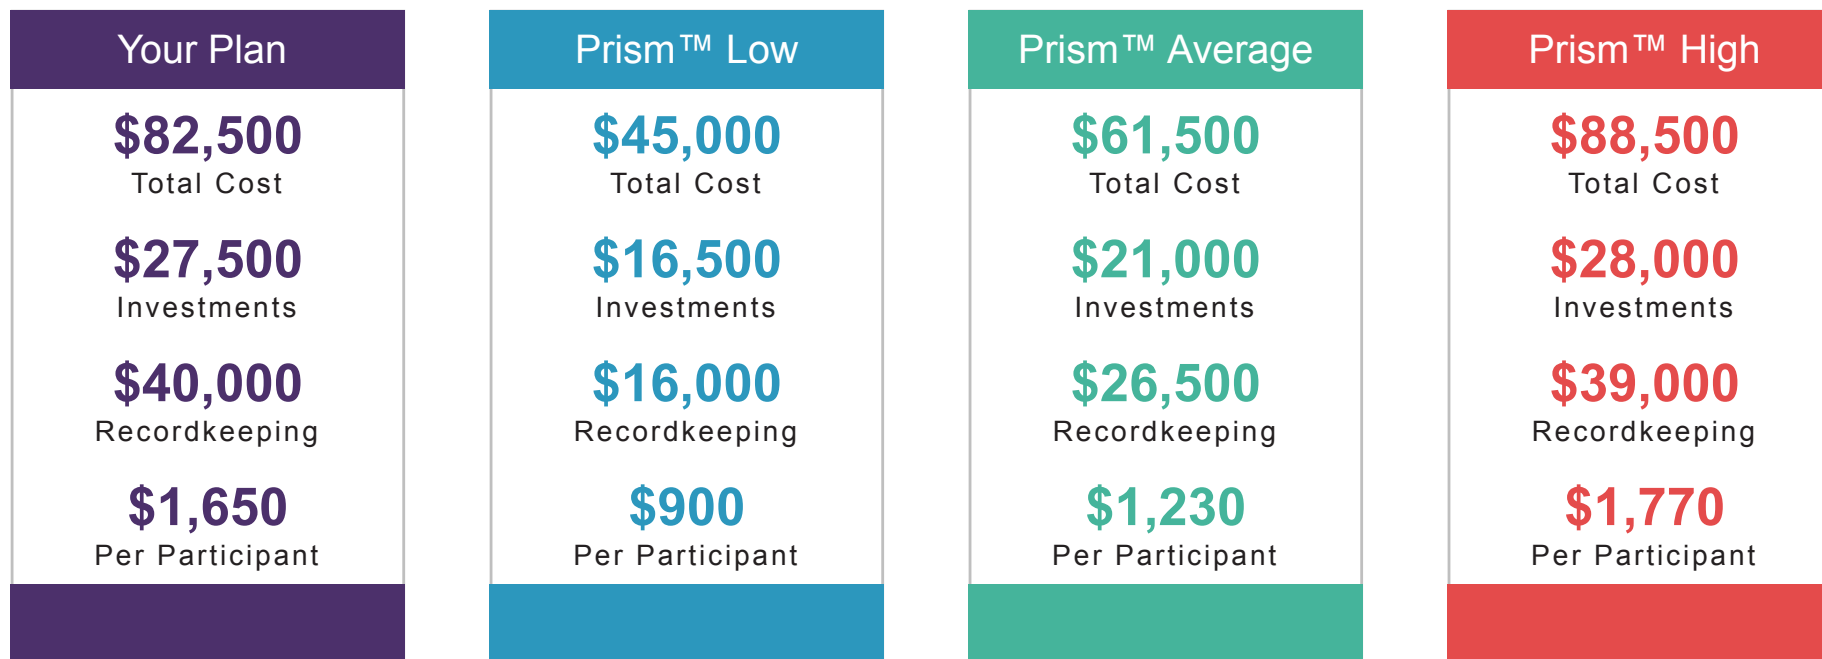 Your Plan
$82,500
Total Cost
$27,500
Investments
$40,000
Recordkeeping
$1,650
Per Participant
Prism™ Low
$45,000
Total Cost
$16,500
Investments
$16,000
Recordkeeping
$900
Per Participant
Prism™ Average
$61,500
Total Cost
$21,000
Investments
$26,500
Recordkeeping
$1,230
Per Participant
Prism™ High
$88,500
Total Cost
$28,000
Investments
$39,000
Recordkeeping
$1,770
Per Participant